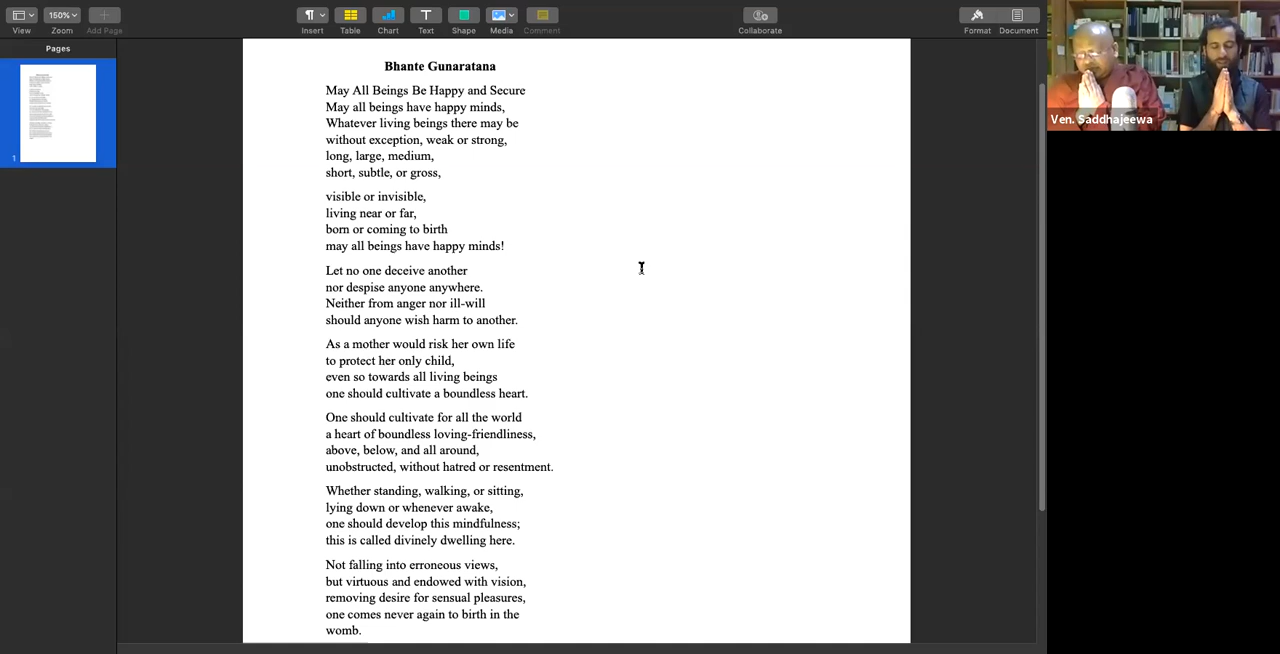 150%
View
Zoom
Add Page
Insert
Table
Chart
Text
Shape
Media
Comment
Collaborate
Format
Document
Pages
1
Bhante Gunaratana
May All Beings Be Happy and Secure
May all beings have happy minds,
Whatever living beings there may be
without exception, weak or strong,
long, large, medium,
short, subtle, or gross,
visible or invisible,
living near or far,
born or coming to birth
may all beings have happy minds!
Let no one deceive another
nor despise anyone anywhere.
Neither from anger nor ill-will
should anyone wish harm to another.
As a mother would risk her own life
to protect her only child,
even so towards all living beings
one should cultivate a boundless heart.
One should cultivate for all the world
a heart of boundless loving-friendliness,
above, below, and all around,
unobstructed, without hatred or resentment.
Whether standing, walking, or sitting,
lying down or whenever awake,
one should develop this mindfulness;
this is called divinely dwelling here.
Not falling into erroneous views,
but virtuous and endowed with vision,
removing desire for sensual pleasures,
one comes never again to birth in the
womb.
Ven. Saddhajeewa